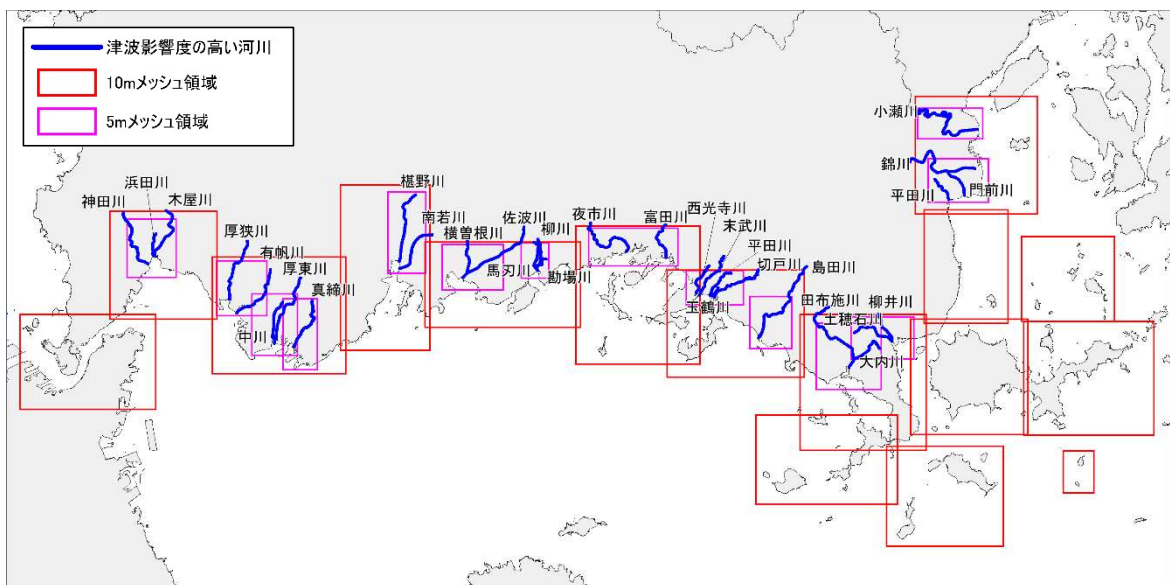 津波影響度の高い河川
10mメッシュ領域
5mメッシュ領域
小瀬川
錦川
平田川
門前川
浜田川
神田川
木屋川
厚狭川
有帆川
厚東川
真締川
中川
椹野川
南若川
横曽根川
佐波川
柳川
馬刃川
勘場川
夜市川
富田川
西光寺川
末武川
平田川
切戸川
島田川
玉鶴川
田布施川
柳井川
土穂石川
大内川